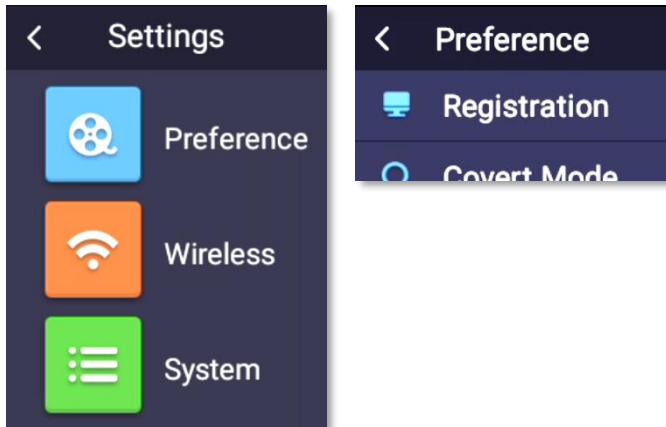 Settings
Preference
Wireless
System
Preference
Registration
Covert Mode